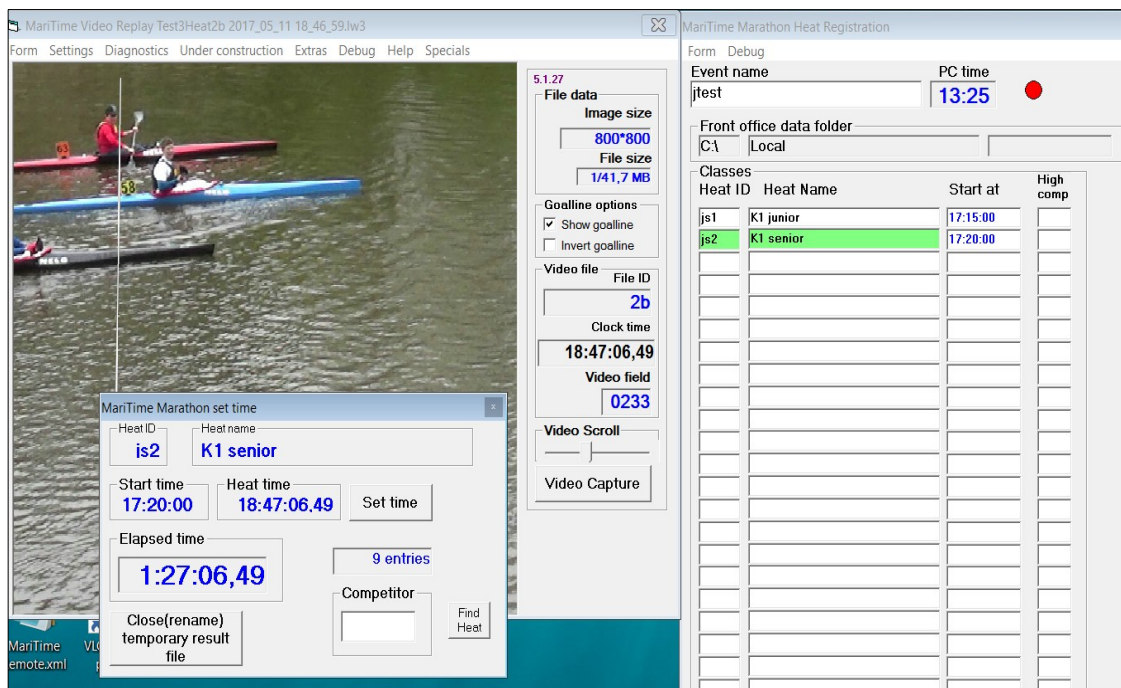 MariTime Video Replay Test3Heat2b 2017_05_11 18_46_59.lw3
Form Settings Diagnostics Under construction Extras Debug Help Specials
63
58
NELO
5.1.27
File data
Image size
800*800
File size
1/41,7 MB
Goalline options
Show goalline
Invert goalline
Video file
File ID
2b
Clock time
18:47:06,49
Video field
0233
Video Scroll
Video Capture
MariTime Marathon set time
Heat ID
js2
Heat name
K1 senior
Start time
17:20:00
Heat time
18:47:06,49
Set time
Elapsed time
1:27:06,49
9 entries
Competitor
Find
Heat
Close(rename)
temporary result
file
MariTime
emote.xml
MariTime Marathon Heat Registration
Form Debug
Event name
jtest
PC time
13:25
Front office data folder
C:\ Local
Classes
Heat ID Heat Name Start at High
comp
js1 K1 junior 17:15:00
js2 K1 senior 17:20:00